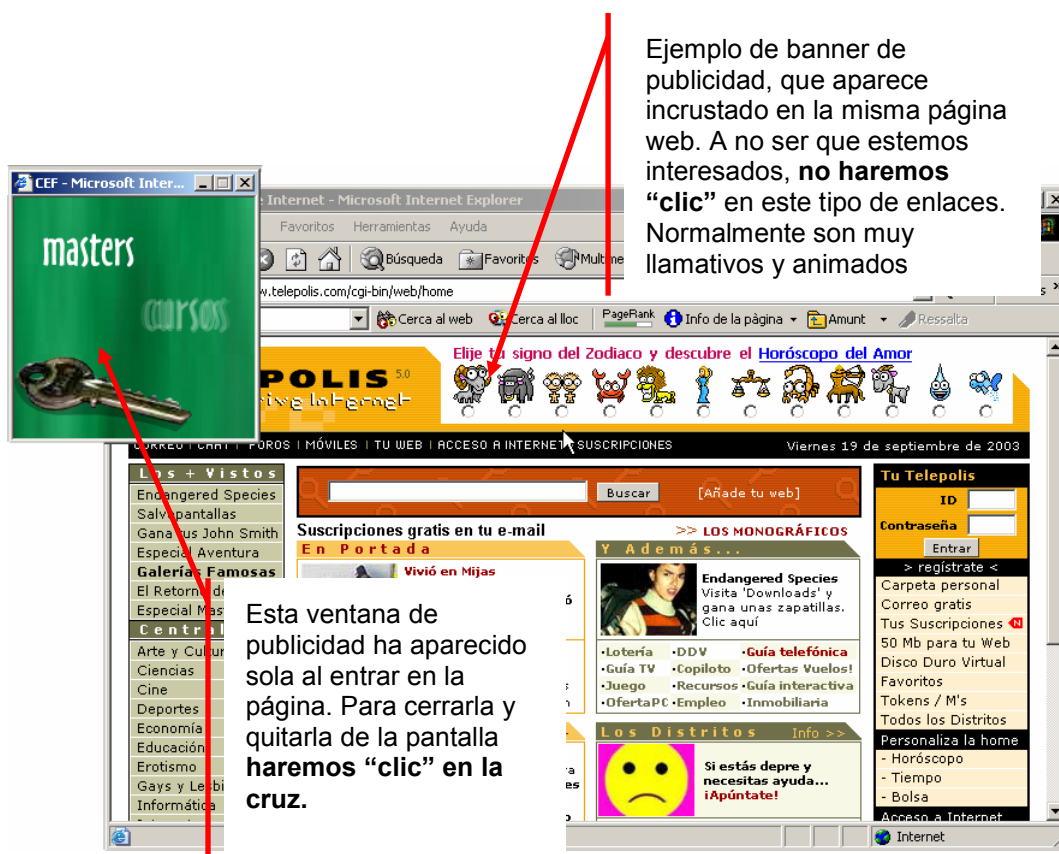 Ejemplo de banner de
publicidad, que aparece
incrustado en la misma página
web. A no ser que estemos
interesados, no haremos
“clic” en este tipo de enlaces.
Normalmente son muy
llamativos y animados
CEF - Microsoft Inter...
masters
cursos
Internet - Microsoft Internet Explorer
Favoritos Herramientas Ayuda
Búsqueda Favoritos
.telepolis.com/cgi-bin/web/home
Cerca al web Cerca al lloc PageRank Info de la pàgina Amunt Ressalta
Elije tu signo del Zodiaco y descubre el Horóscopo del Amor
POLIS 5.0
Internet
CORREO | CHAT | FOROS | MÓVILES | TU WEB | ACCESO A INTERNET SUSCRIPCIONES
Viernes 19 de septiembre de 2003
Los + Vistos
Endangered Species
Salvapantallas
Gana tus John Smith
Especial Aventura
Galerías Famosas
El Retorno
Especial
Central
Arte y
Ciencias
Cine
Deportes
Economía
Educación
Erotismo
Gays y
Informática
Buscar [Añade tu web]
Suscripciones gratis en tu e-mail >> LOS MONOGRÁFICOS
En Portada
Vivió en Mijas
Y Además...
Endangered Species
Visita 'Downloads' y
gana unas zapatillas.
Clic aquí
·Lotería ·DDV ·Guía telefónica
·Guía TV ·Copiloto ·Ofertas Vuelos!
·Juego ·Recursos ·Guía interactiva
·OfertaPC ·Empleo ·Inmobiliaria
Los Distritos Info >>
Si estás depre y
necesitas ayuda...
¡Apúntate!
Tu Telepolis
ID
Contraseña
Entrar
> regístrate <
Carpeta personal
Correo gratis
Tus Suscripciones N
50 Mb para tu Web
Disco Duro Virtual
Favoritos
Tokens / M's
Todos los Distritos
Personaliza la home
- Horóscopo
- Tiempo
- Bolsa
Acceso a Internet
Esta ventana de
publicidad ha aparecido
sola al entrar en la
página. Para cerrarla y
quitarla de la pantalla
haremos “clic” en la
cruz.
Internet